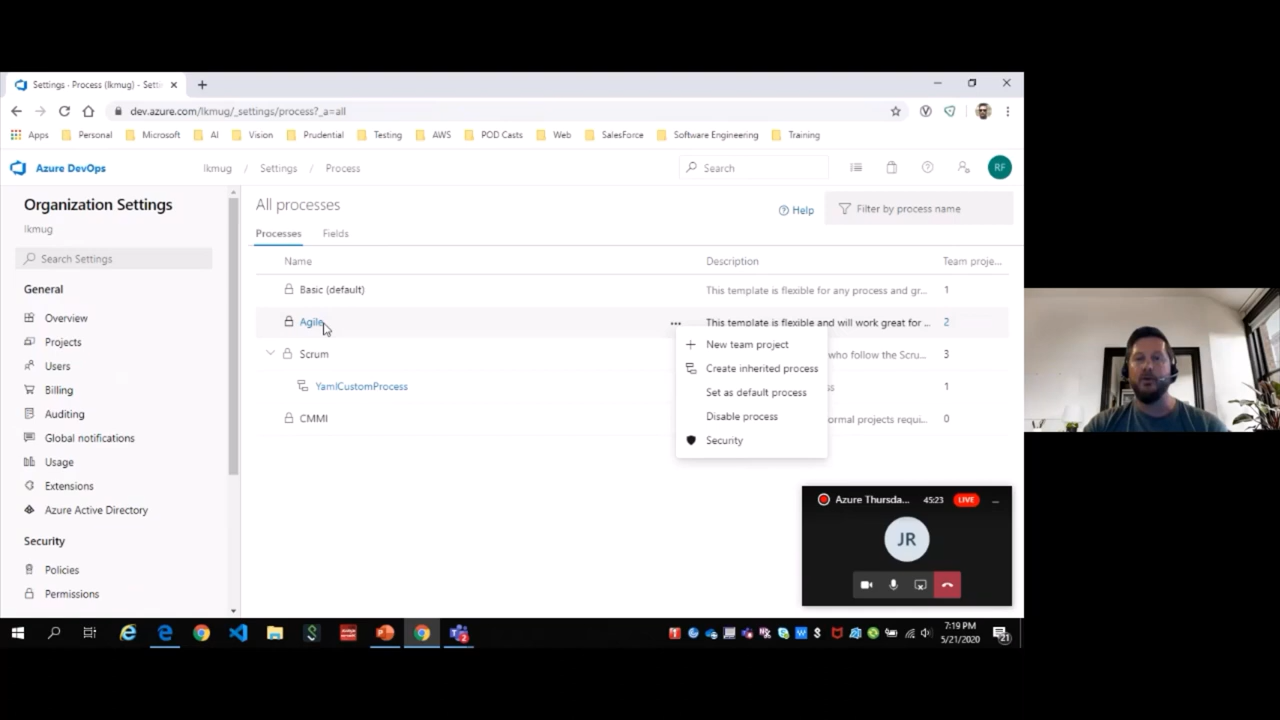 Settings - Process (lkmug) - Setti
dev.azure.com/lkmug/_settings/process?_a=all
Apps Personal Microsoft AI Vision Prudential Testing AWS POD Casts Web SalesForce Software Engineering Training
Azure DevOps lkmug / Settings / Process Search RF
Organization Settings
lkmug
Search Settings
General
Overview
Projects
Users
Billing
Auditing
Global notifications
Usage
Extensions
Azure Active Directory
Security
Policies
Permissions
All processes
Help Filter by process name
Processes Fields
Name Description Team proje...
Basic (default) This template is flexible for any process and gr... 1
Agile ... This template is flexible and will work great for ... 2
Scrum who follow the Scru... 3
YamlCustomProcess 1
CMMI ormal projects requi... 0
New team project
Create inherited process
Set as default process
Disable process
Security
Azure Thursda... 45:23 LIVE
JR
7:19 PM
5/21/2020
21